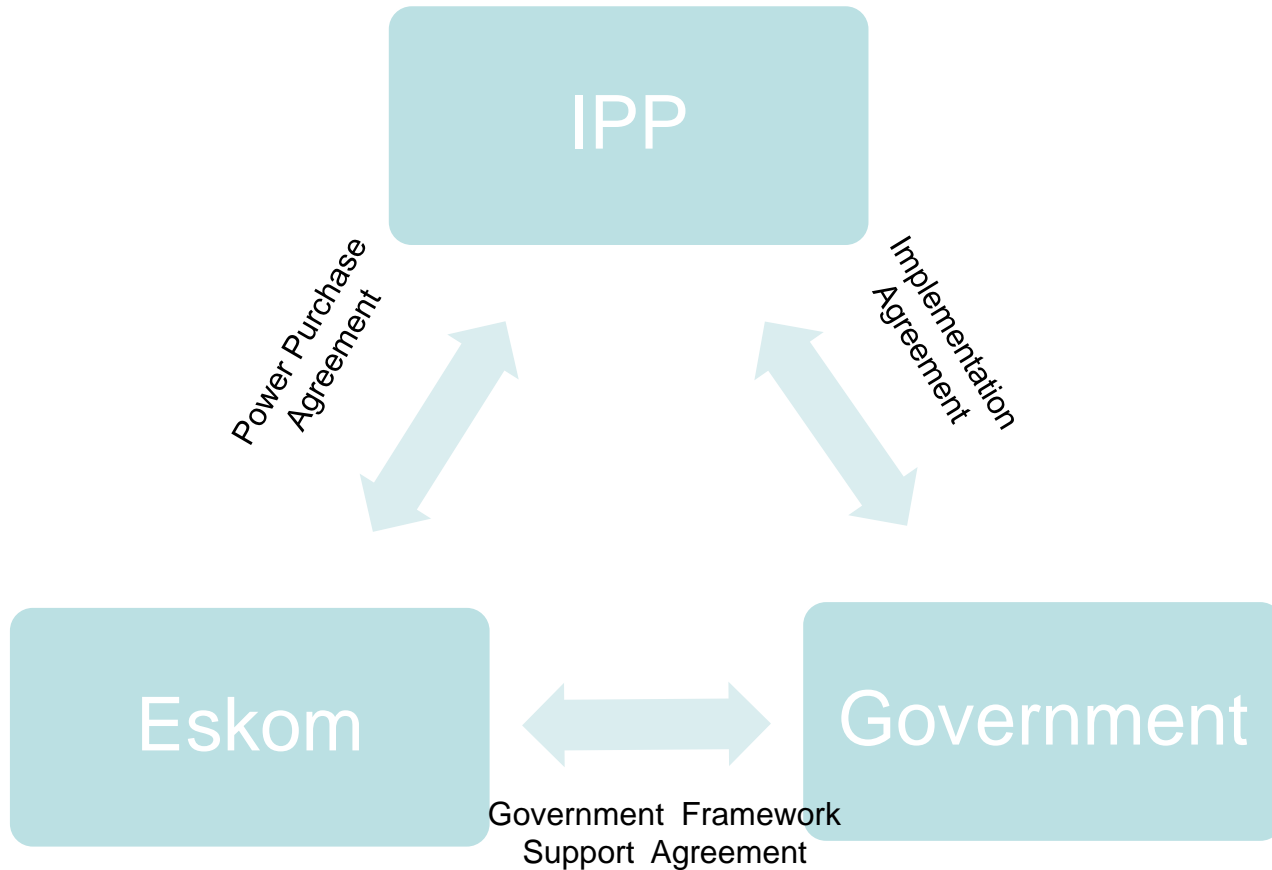 IPP
Power Purchase
Agreement
Implementation
Agreement
Eskom
Government
Government Framework
Support Agreement